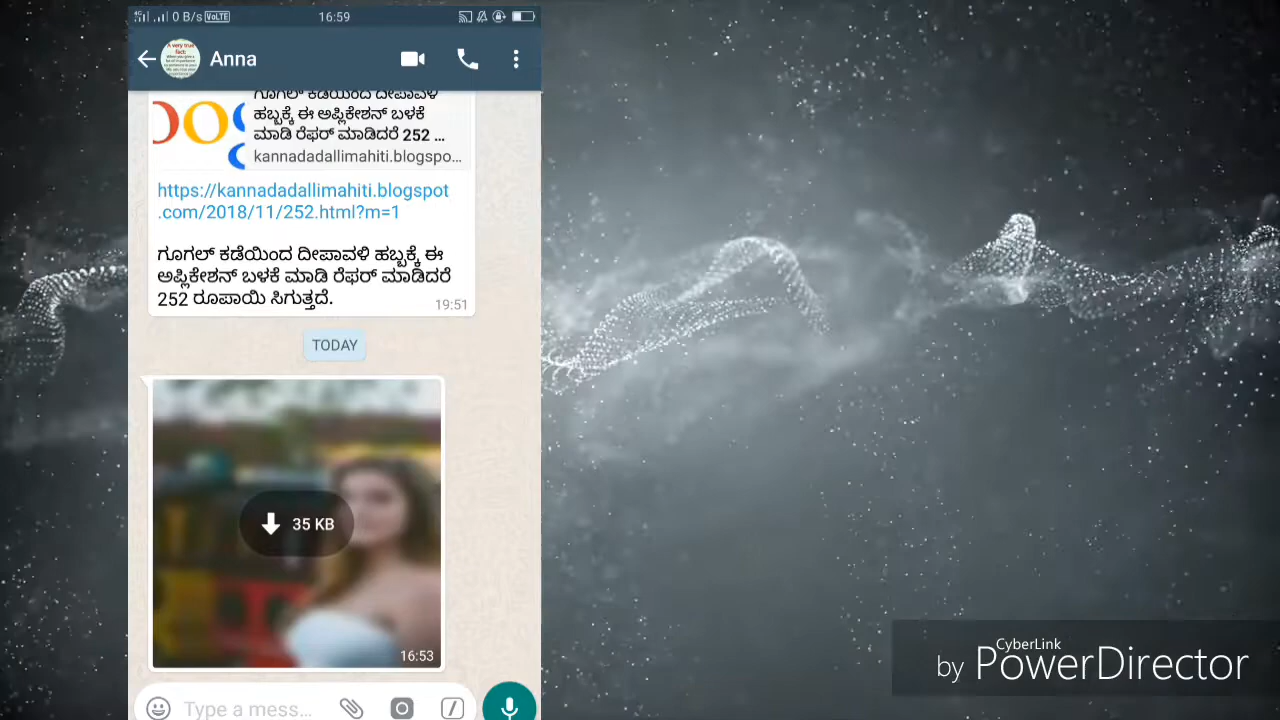 0 B/s VoLTE 16:59
Anna
ಗೂಗಲ್ ಕಡೆಯಿಂದ ದೀಪಾವಳಿ
ಹಬ್ಬಕ್ಕೆ ಈ ಅಪ್ಲಿಕೇಶನ್ ಬಳಕೆ
ಮಾಡಿ ರೆಫರ್ ಮಾಡಿದರೆ 252 ...
kannadadallimahiti.blogspo...
https://kannadadallimahiti.blogspot
.com/2018/11/252.html?m=1
ಗೂಗಲ್ ಕಡೆಯಿಂದ ದೀಪಾವಳಿ ಹಬ್ಬಕ್ಕೆ ಈ
ಅಪ್ಲಿಕೇಶನ್ ಬಳಕೆ ಮಾಡಿ ರೆಫರ್ ಮಾಡಿದರೆ
252 ರೂಪಾಯಿ ಸಿಗುತ್ತದೆ.
19:51
TODAY
35 KB
16:53
Type a mess...
CyberLink
by PowerDirector